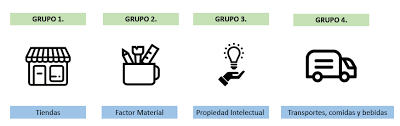 GRUPO 1.
GRUPO 2.
GRUPO 3.
GRUPO 4.
Tiendas
Factor Material
Propiedad Intelectual
Transportes, comidas y bebidas